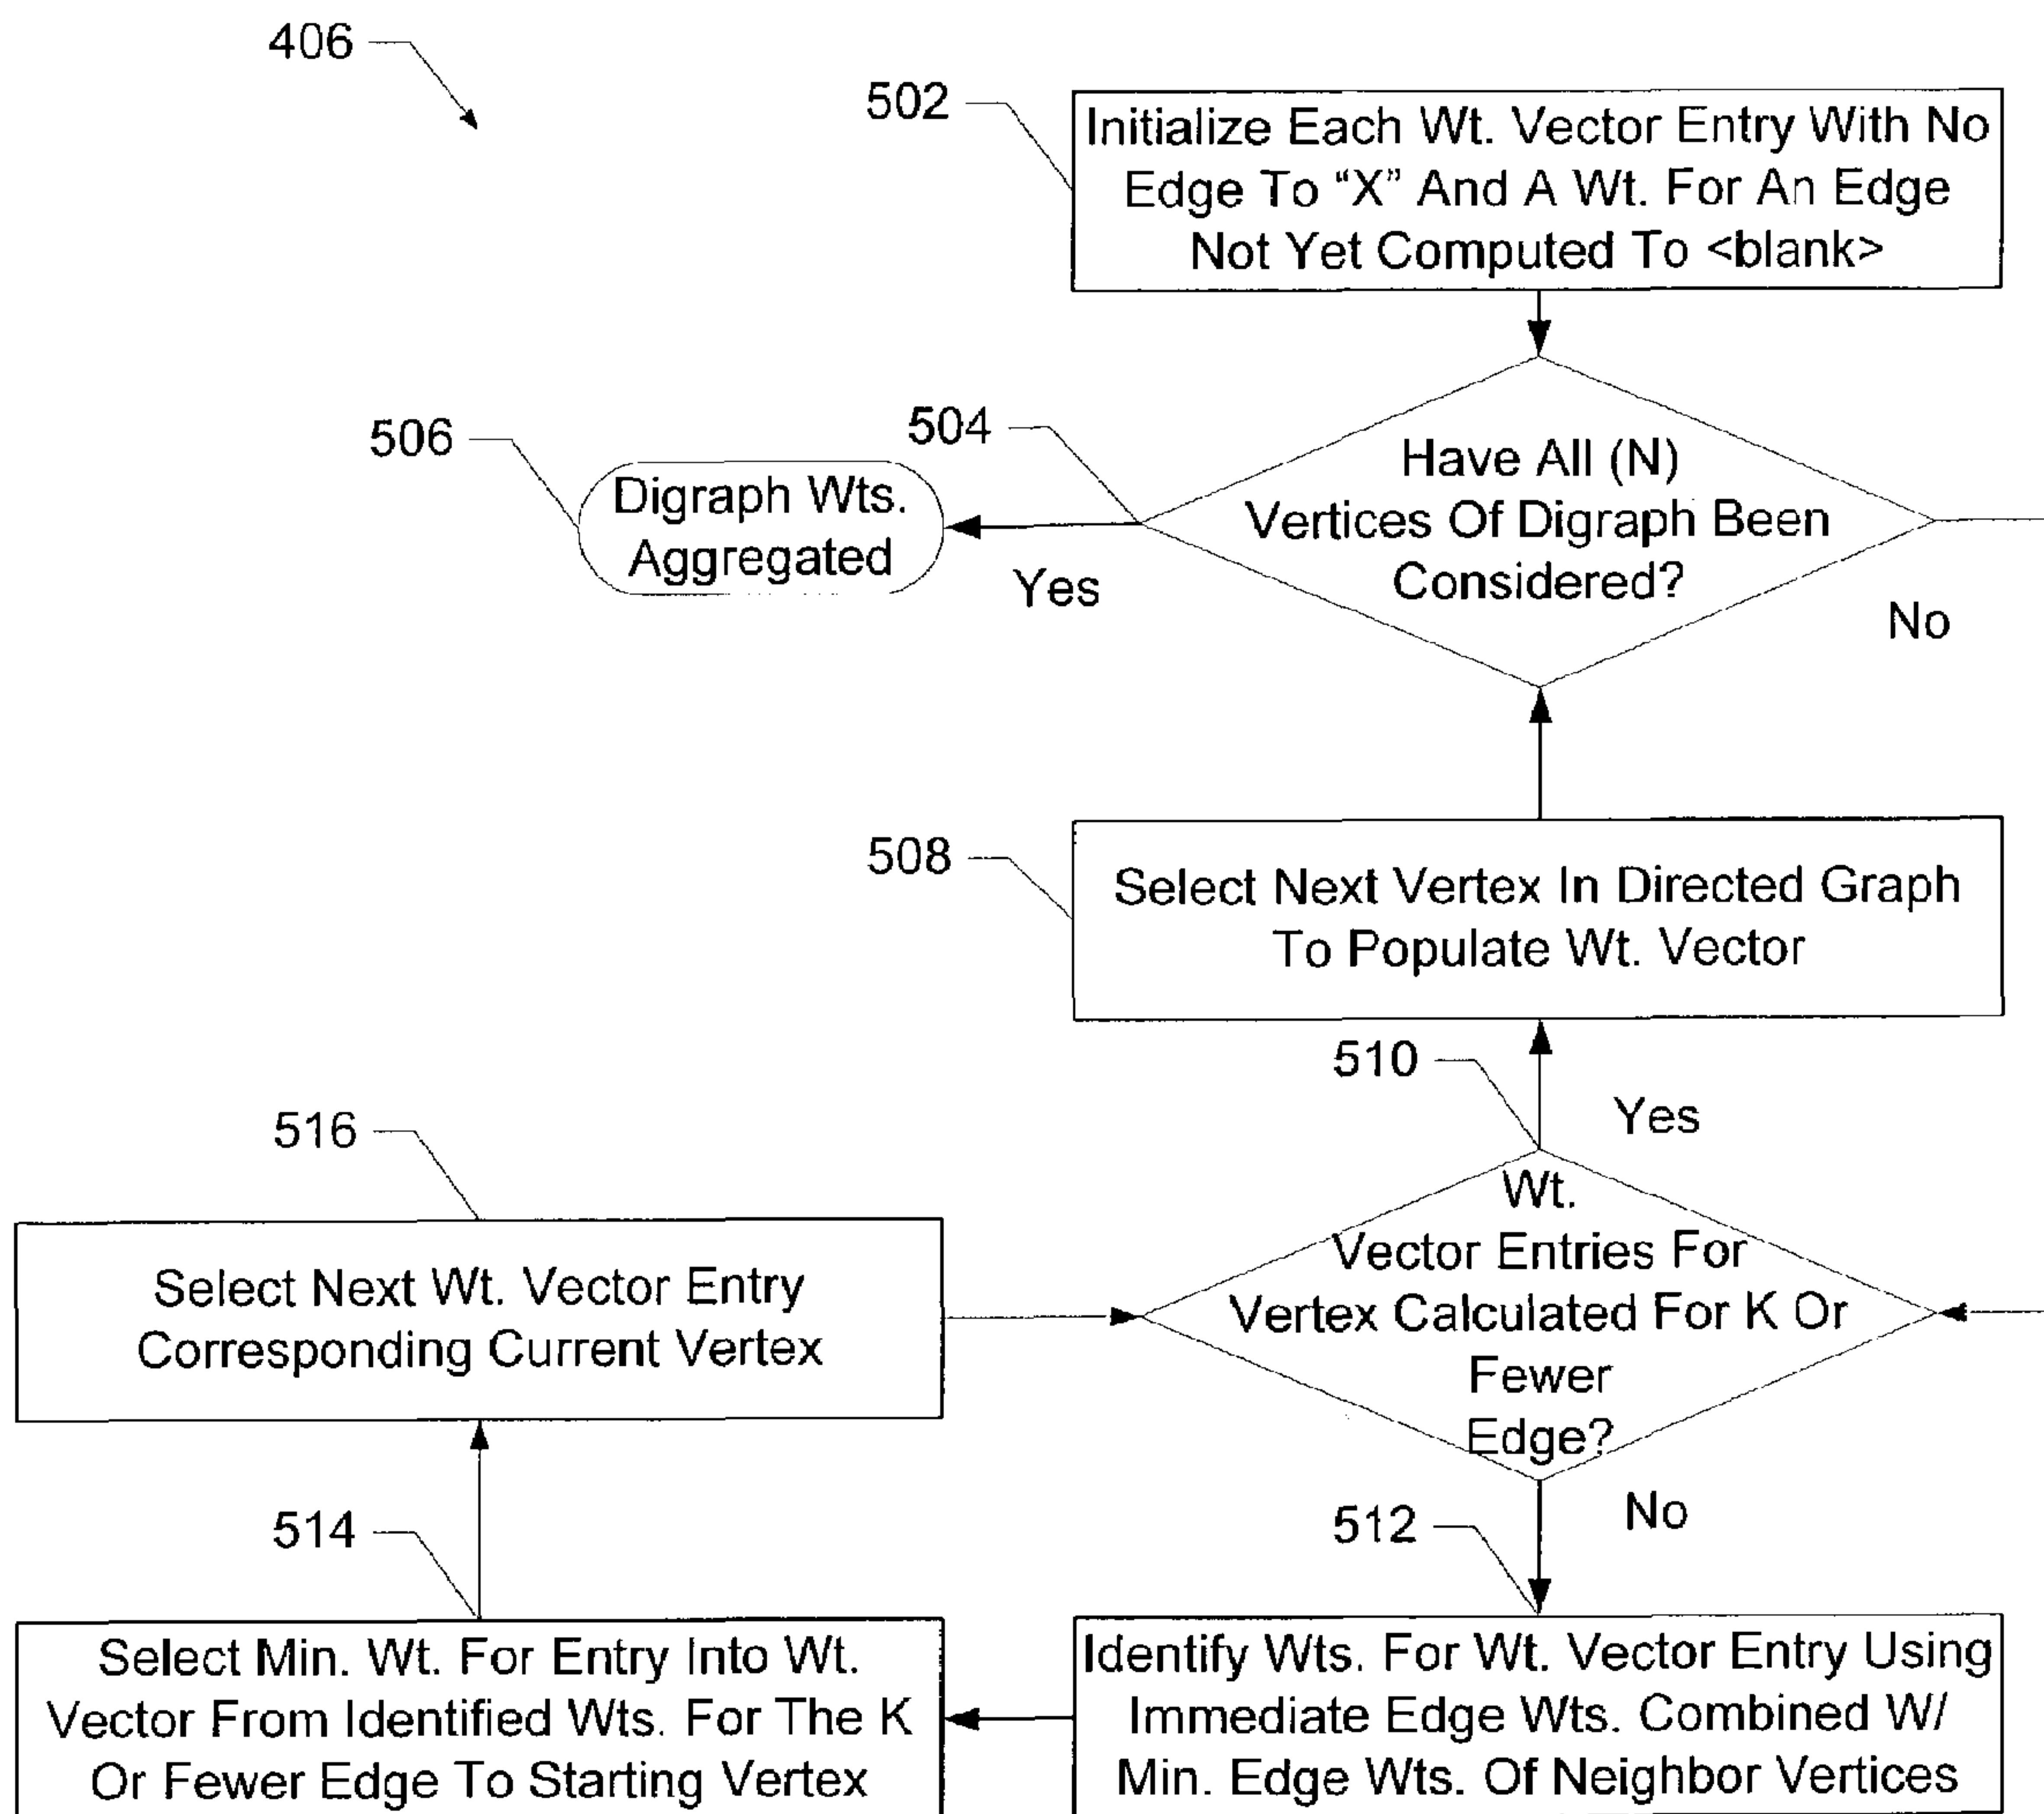 406
502
Initialize Each Wt. Vector Entry With No
Edge To “X” And A Wt. For An Edge
Not Yet Computed To <blank>
504
Have All (N)
Vertices Of Digraph Been
Considered?
506
Digraph Wts.
Aggregated
Yes
No
508
Select Next Vertex In Directed Graph
To Populate Wt. Vector
510
Yes
Wt.
Vector Entries For
Vertex Calculated For K Or
Fewer
Edge?
No
516
Select Next Wt. Vector Entry
Corresponding Current Vertex
512
Identify Wts. For Wt. Vector Entry Using
Immediate Edge Wts. Combined W/
Min. Edge Wts. Of Neighbor Vertices
514
Select Min. Wt. For Entry Into Wt.
Vector From Identified Wts. For The K
Or Fewer Edge To Starting Vertex